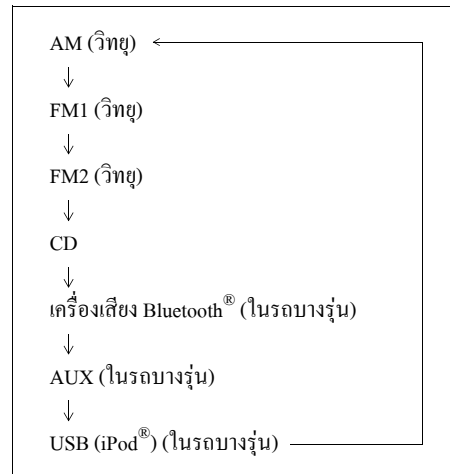 AM (วิทยุ)
FM1 (วิทยุ)
FM2 (วิทยุ)
CD
เครื่องเสียง Bluetooth® (ในรถบางรุ่น)
AUX (ในรถบางรุ่น)
USB (iPod®) (ในรถบางรุ่น)